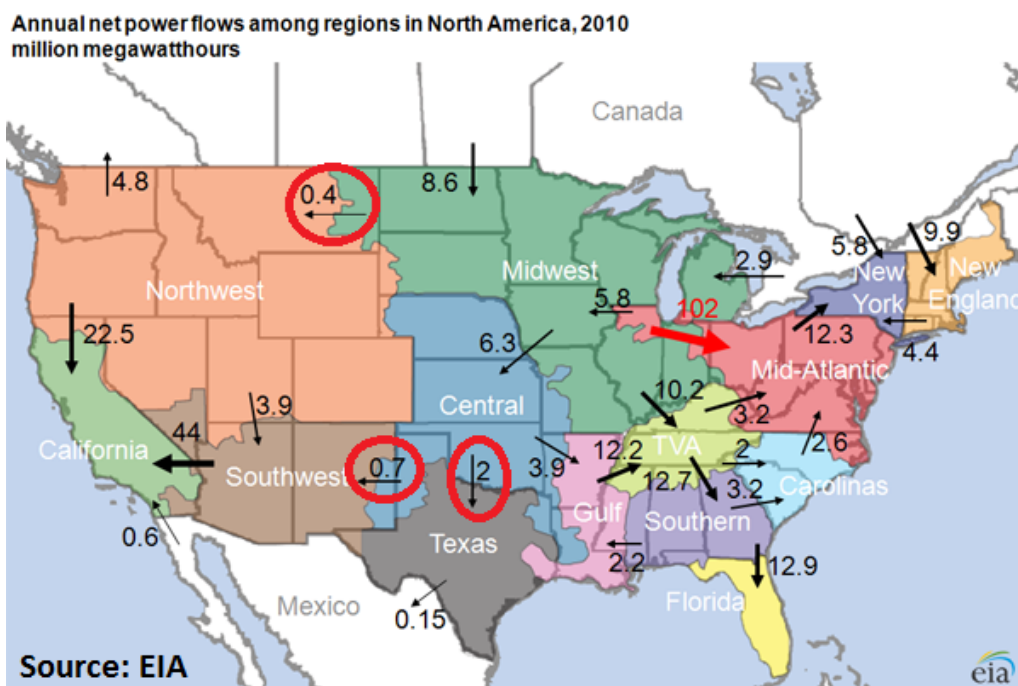 Annual net power flows among regions in North America, 2010
million megawatthours
Canada
4.8
0.4
8.6
5.8
9.9
Midwest
2.9
New
York
New
England
Northwest
5.8
102
22.5
6.3
12.3
4.4
Mid-Atlantic
3.9
Central
10.2
3.2
California
44
Southwest
0.7
2
3.9
12.2
TVA
2
2.6
12.7
3.2
Carolinas
Gulf
Southern
0.6
Texas
2.2
12.9
Mexico
0.15
Florida
Source: EIA
eia